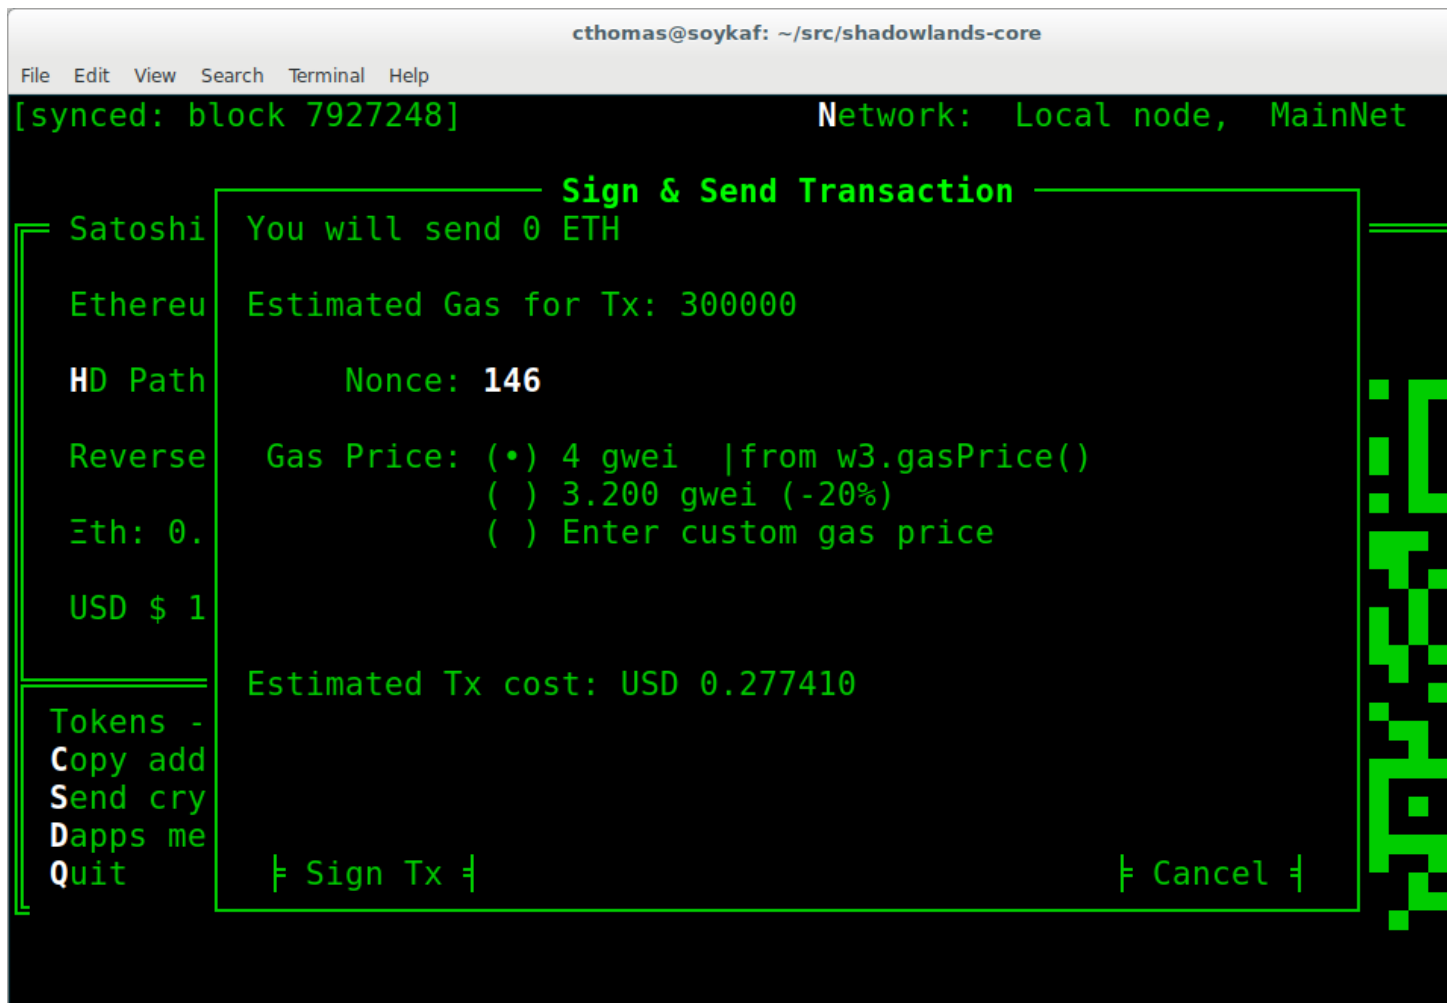 cthomas@soykaf: ~/src/shadowlands-core
File Edit View Search Terminal Help
[synced: block 7927248] Network: Local node, MainNet
Sign & Send Transaction
Satoshi
You will send 0 ETH
Ethereu
Estimated Gas for Tx: 300000
HD Path
Nonce: 146
Reverse
Gas Price: (•) 4 gwei |from w3.gasPrice()
( ) 3.200 gwei (-20%)
Ξth: 0.
( ) Enter custom gas price
USD $ 1
Estimated Tx cost: USD 0.277410
Tokens -
Copy add
Send cry
Dapps me
Quit
Sign Tx
Cancel